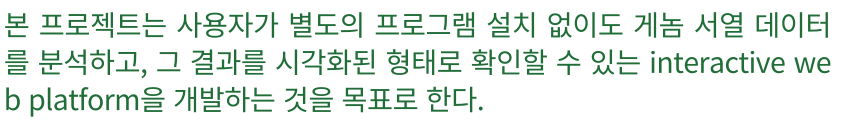 본 프로젝트는 사용자가 별도의 프로그램 설치 없이도 게놈 서열 데이터
를 분석하고, 그 결과를 시각화된 형태로 확인할 수 있는 interactive we
b platform을 개발하는 것을 목표로 한다.